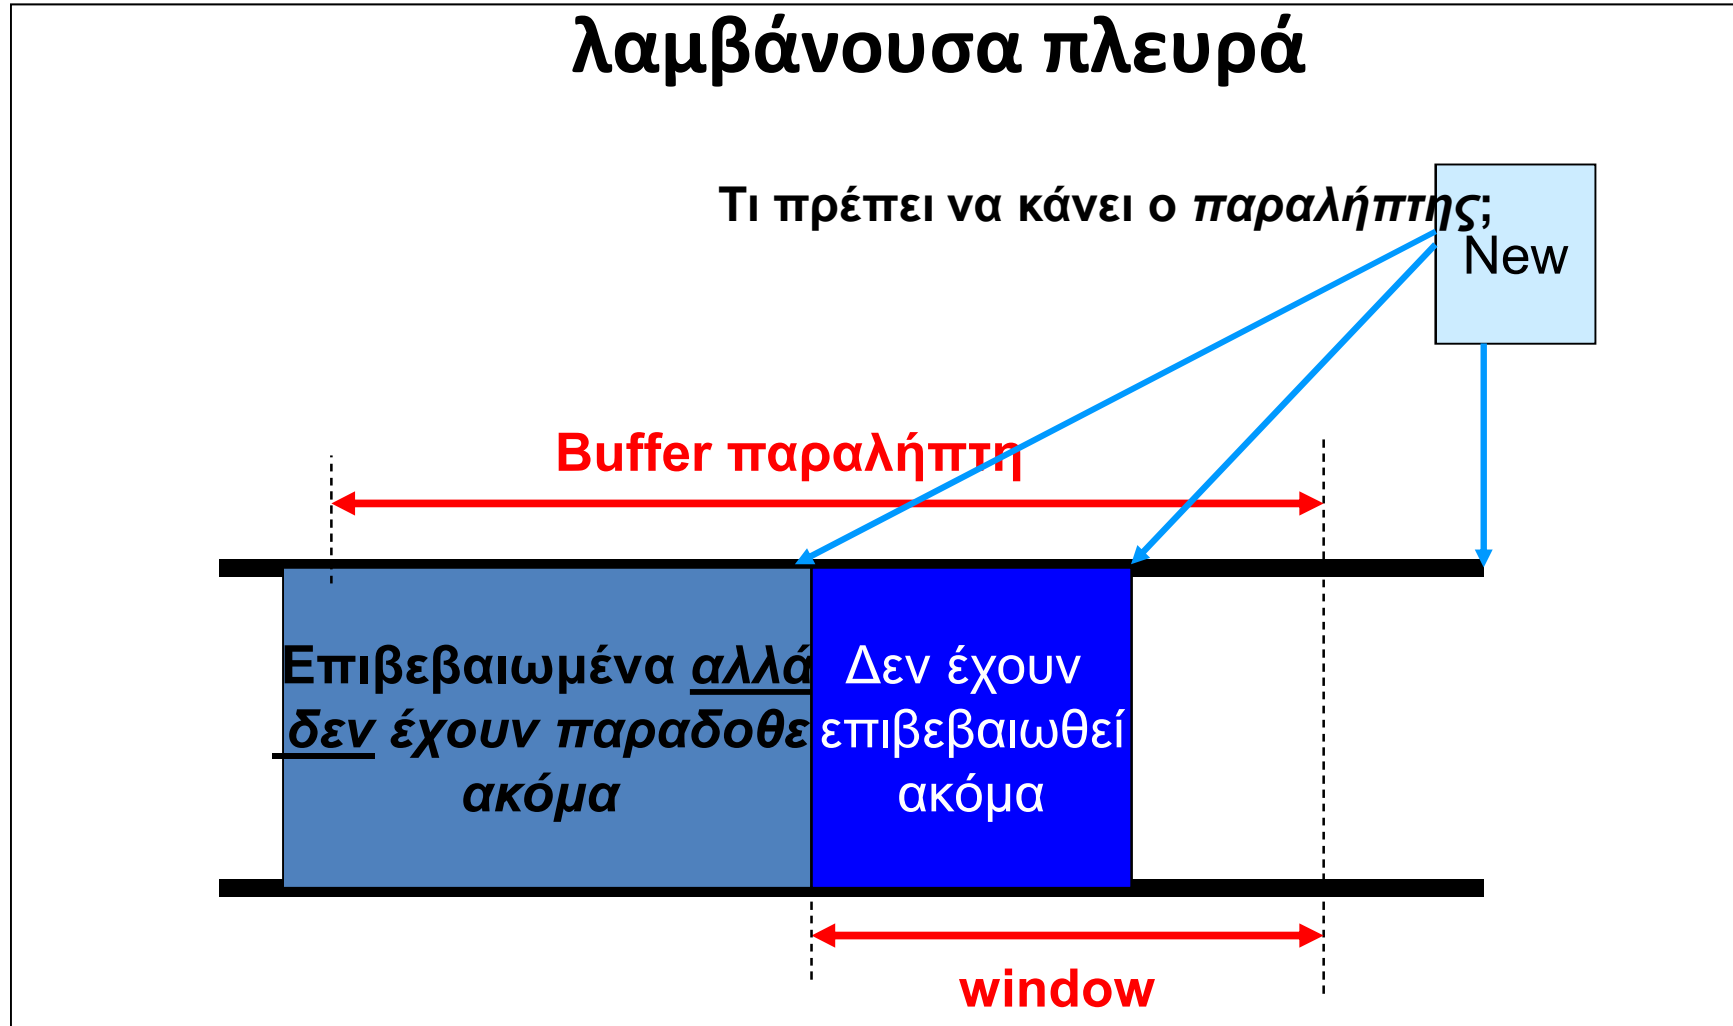 λαμβάνουσα πλευρά
Τι πρέπει να κάνει ο παραλήπτης;
New
Buffer παραλήπτη
Επιβεβαιωμένα αλλά
δεν έχουν παραδοθε
ακόμα
Δεν έχουν
επιβεβαιωθεί
ακόμα
window